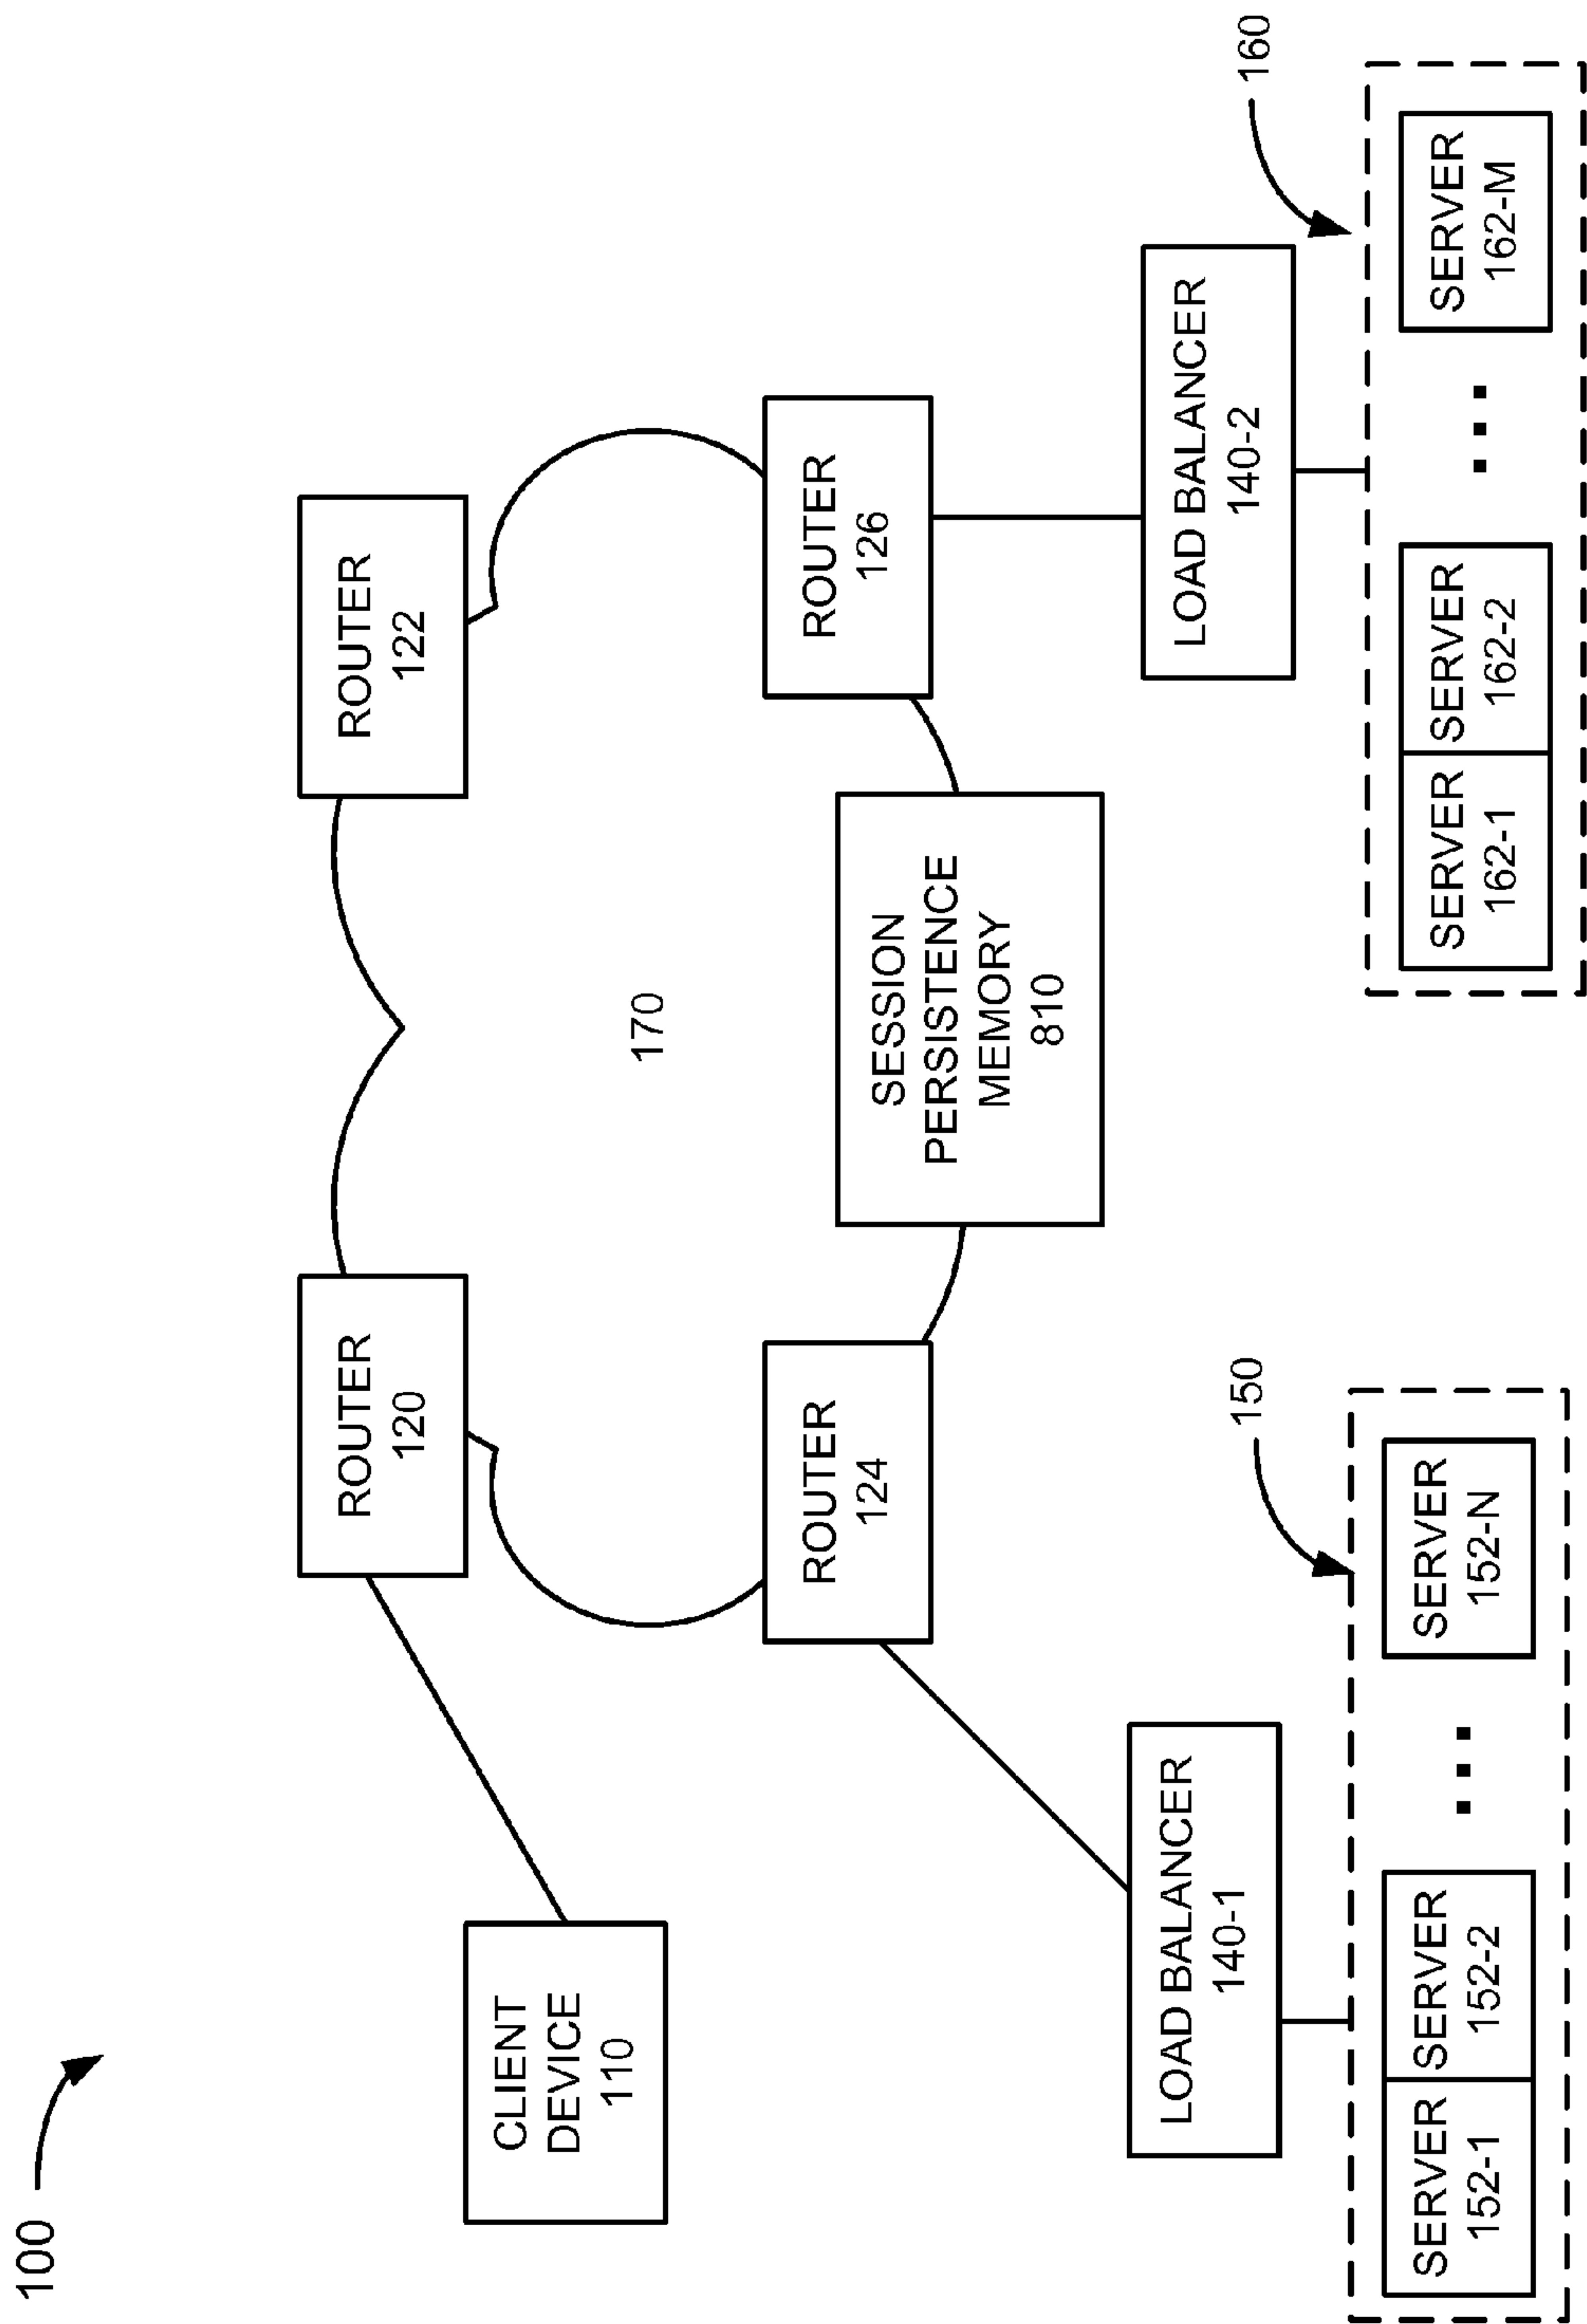 100
CLIENT
DEVICE
110
ROUTER
120
ROUTER
122
170
ROUTER
124
SESSION
PERSISTENCE
MEMORY
810
ROUTER
126
LOAD BALANCER
140-1
LOAD BALANCER
140-2
150
160
SERVER
152-1
SERVER
152-2
SERVER
152-N
SERVER
162-1
SERVER
162-2
SERVER
162-M